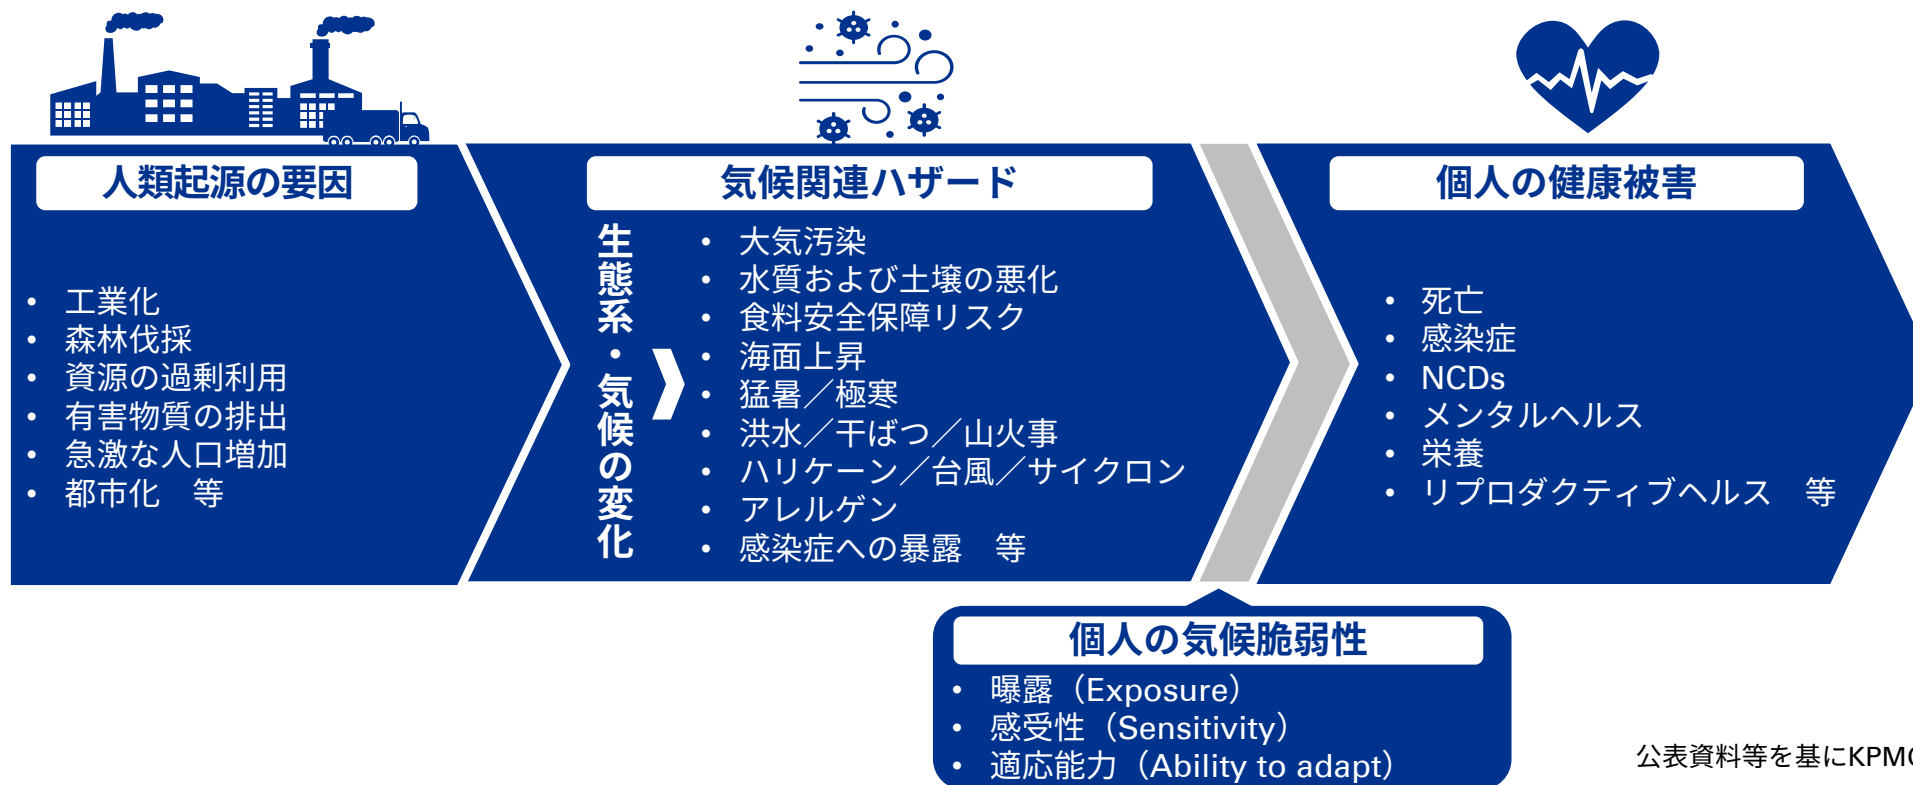 人類起源の要因
• 工業化
• 森林伐採
• 資源の過剰利用
• 有害物質の排出
• 急激な人口増加
• 都市化　等
気候関連ハザード
生態系・気候の変化
• 大気汚染
• 水質および土壌の悪化
• 食料安全保障リスク
• 海面上昇
• 猛暑／極寒
• 洪水／干ばつ／山火事
• ハリケーン／台風／サイクロン
• アレルゲン
• 感染症への暴露　等
個人の健康被害
• 死亡
• 感染症
• NCDs
• メンタルヘルス
• 栄養
• リプロダクティブヘルス　等
個人の気候脆弱性
• 曝露（Exposure）
• 感受性（Sensitivity）
• 適応能力（Ability to adapt）
公表資料等を基にKPMG